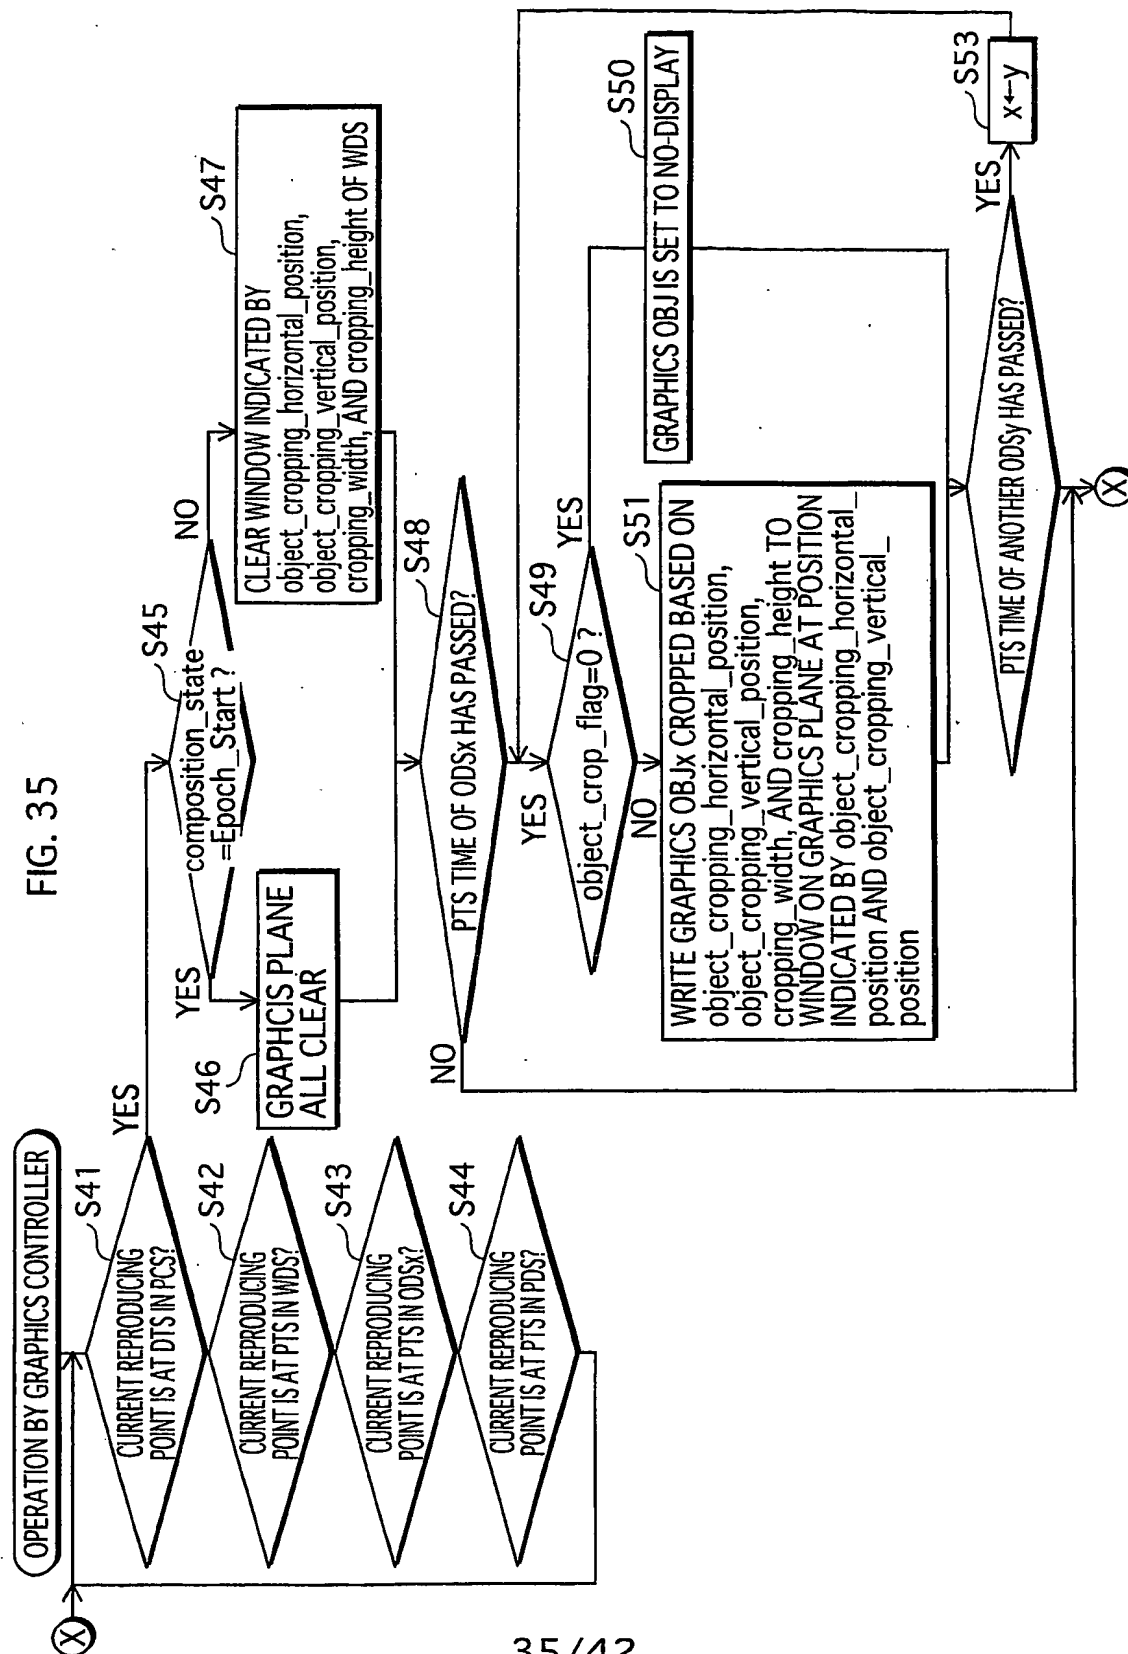 FIG. 35
OPERATION BY GRAPHICS CONTROLLER
X
S41
CURRENT REPRODUCING
POINT IS AT DTS IN PCS?
YES
S42
CURRENT REPRODUCING
POINT IS AT PTS IN WDS?
S43
CURRENT REPRODUCING
POINT IS AT PTS IN ODSx?
S44
CURRENT REPRODUCING
POINT IS AT PTS IN PDS?
S45
composition_state
=Epoch_Start ?
YES
NO
S46
GRAPHCIS PLANE
ALL CLEAR
S47
CLEAR WINDOW INDICATED BY
object_cropping_horizontal_position,
object_cropping_vertical_position,
cropping_width, AND cropping_height OF WDS
S48
PTS TIME OF ODSx HAS PASSED?
NO
YES
S49
object_crop_flag=0 ?
YES
NO
S50
GRAPHICS OBJ IS SET TO NO-DISPLAY
S51
WRITE GRAPHICS OBJx CROPPED BASED ON
object_cropping_horizontal_position,
object_cropping_vertical_position,
cropping_width, AND cropping_height TO
WINDOW ON GRAPHICS PLANE AT POSITION
INDICATED BY object_cropping_horizontal_
position AND object_cropping_vertical_
position
PTS TIME OF ANOTHER ODSy HAS PASSED?
YES
S53
x←y
X
35/42